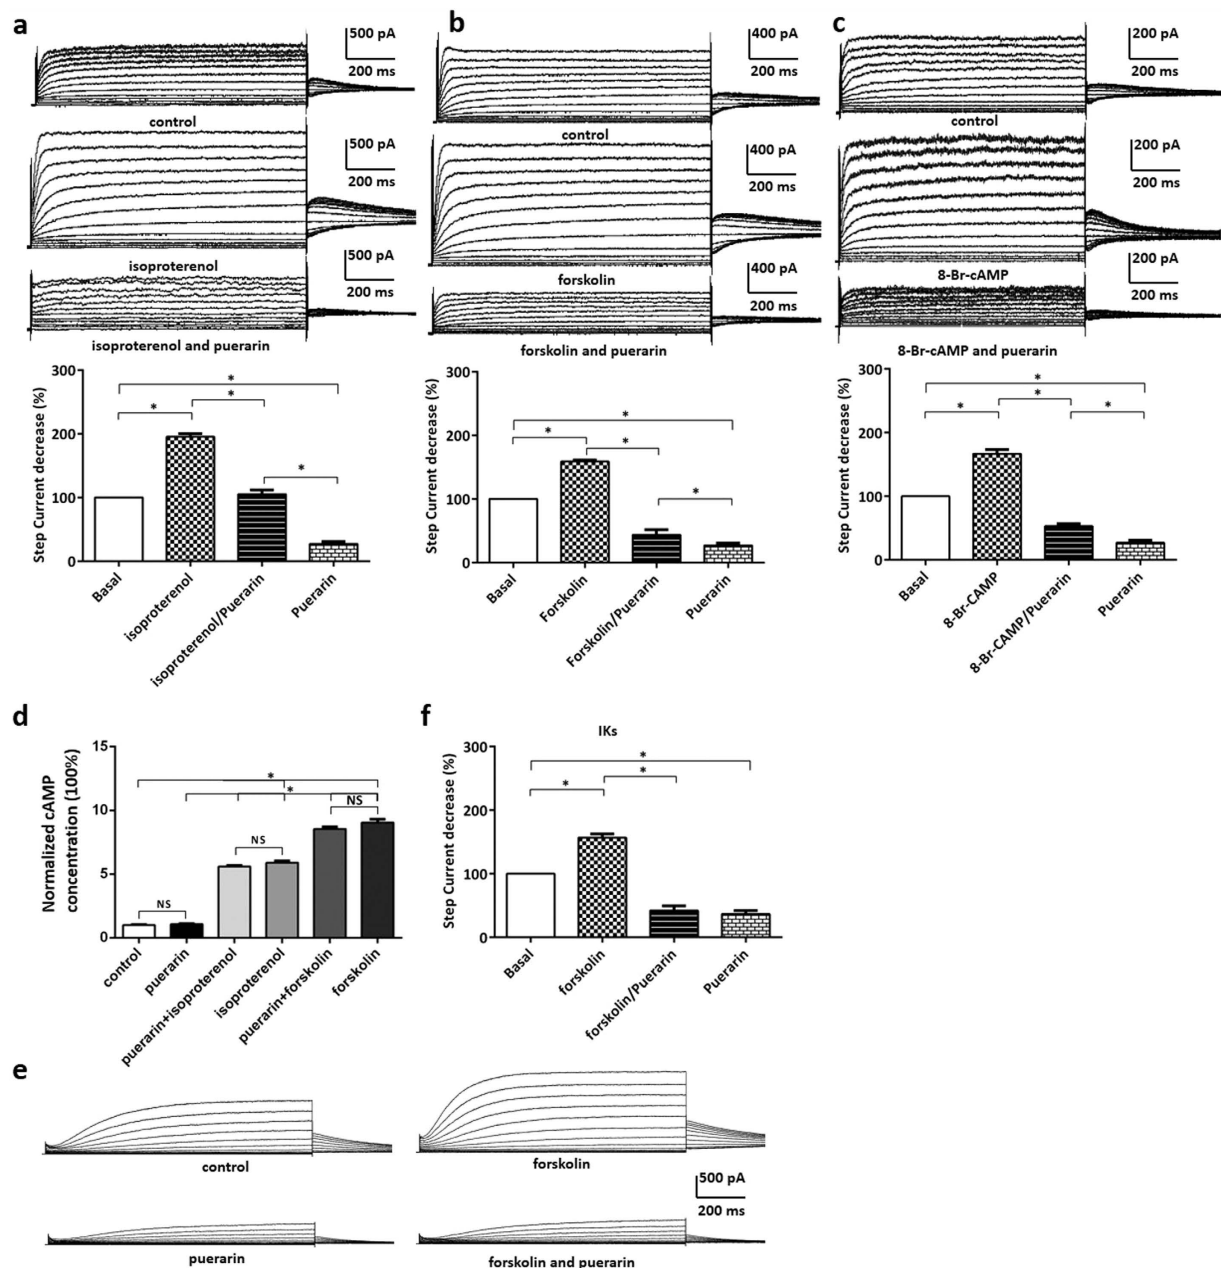 a
500 pA
200 ms
control
500 pA
200 ms
isoproterenol
500 pA
200 ms
isoproterenol and puerarin
Step Current decrease (%)
300
200
100
0
*
*
*
*
Basal
isoproterenol
isoproterenol/Puerarin
Puerarin
b
400 pA
200 ms
control
400 pA
200 ms
forskolin
400 pA
200 ms
forskolin and puerarin
Step Current decrease (%)
300
200
100
0
*
*
*
*
Basal
Forskolin
Forskolin/Puerarin
Puerarin
c
200 pA
200 ms
control
200 pA
200 ms
8-Br-cAMP
200 pA
200 ms
8-Br-cAMP and puerarin
Step Current decrease (%)
300
200
100
0
*
*
*
*
Basal
8-Br-CAMP
8-Br-CAMP/Puerarin
Puerarin
d
Normalized cAMP
concentration (100%)
15
10
5
0
*
*
NS
NS
NS
control
puerarin
puerarin+isoproterenol
isoproterenol
puerarin+forskolin
forskolin
f
IKs
Step Current decrease (%)
300
200
100
0
*
*
*
Basal
forskolin
forskolin/Puerarin
Puerarin
e
control
forskolin
500 pA
200 ms
puerarin
forskolin and puerarin